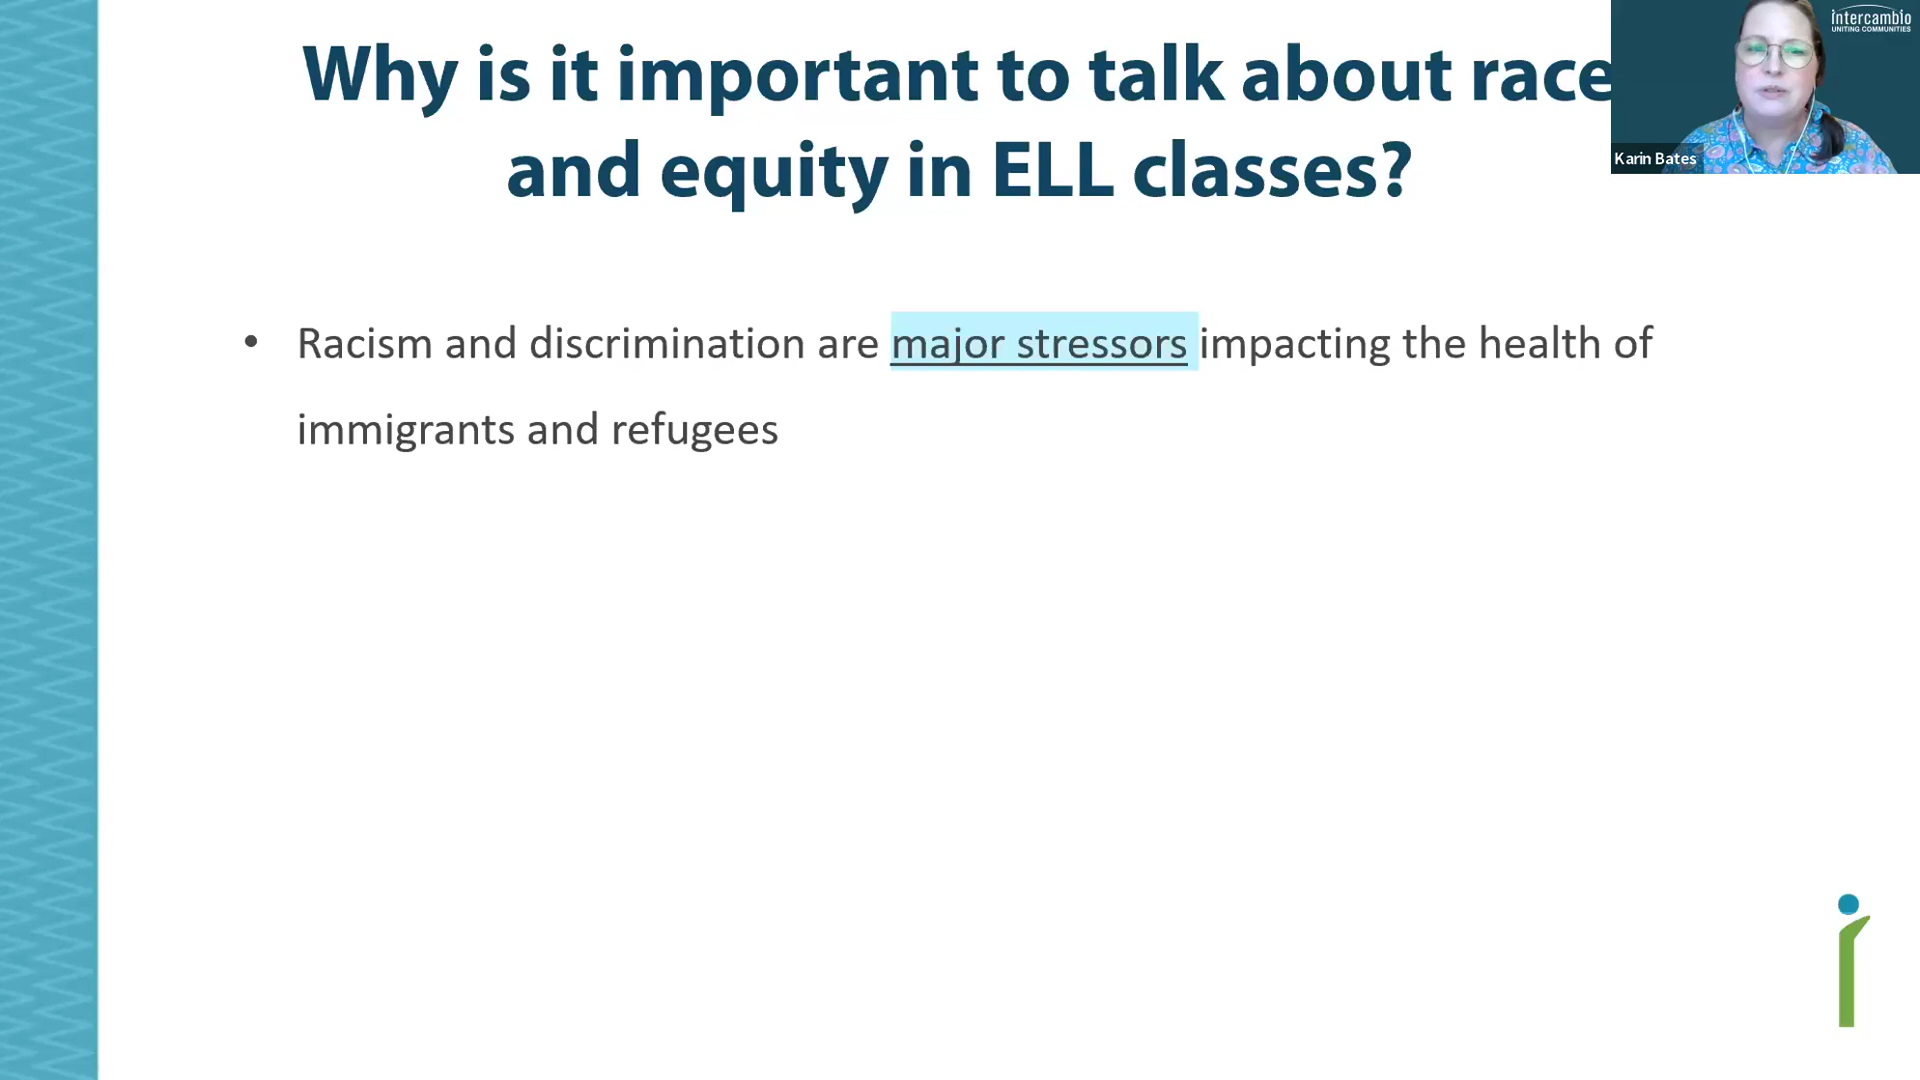 Why is it important to talk about race
and equity in ELL classes?
intercambio
UNITING COMMUNITIES
Karin Bates
• Racism and discrimination are major stressors impacting the health of
immigrants and refugees